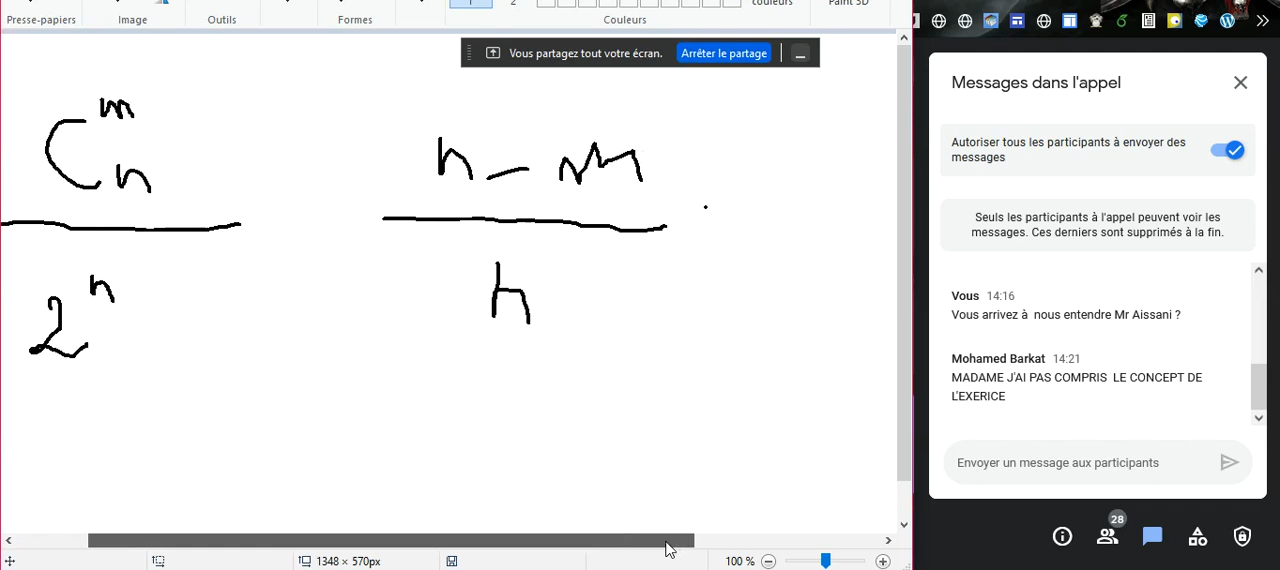 Presse-papiers Image Outils Formes Couleurs
1 2 couleurs Paint 3D
Vous partagez tout votre écran. Arrêter le partage
C m n
2 n
n - m
n
100 %
1348 × 570px
Messages dans l'appel
Autoriser tous les participants à envoyer des
messages
Seuls les participants à l'appel peuvent voir les
messages. Ces derniers sont supprimés à la fin.
Vous 14:16
Vous arrivez à nous entendre Mr Aissani ?
Mohamed Barkat 14:21
MADAME J'AI PAS COMPRIS LE CONCEPT DE
L'EXERICE
Envoyer un message aux participants
28